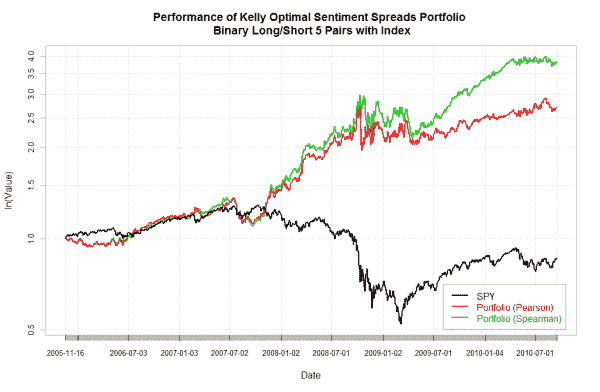 Performance of Kelly Optimal Sentiment Spreads Portfolio
Binary Long/Short 5 Pairs with Index
ln(Value)
4.0
3.5
3.0
2.5
2.0
1.5
1.0
0.5
SPY
Portfolio (Pearson)
Portfolio (Spearman)
2005-11-16 2006-07-03 2007-01-03 2007-07-02 2008-01-02 2008-07-01 2009-01-02 2009-07-01 2010-01-04 2010-07-01
Date